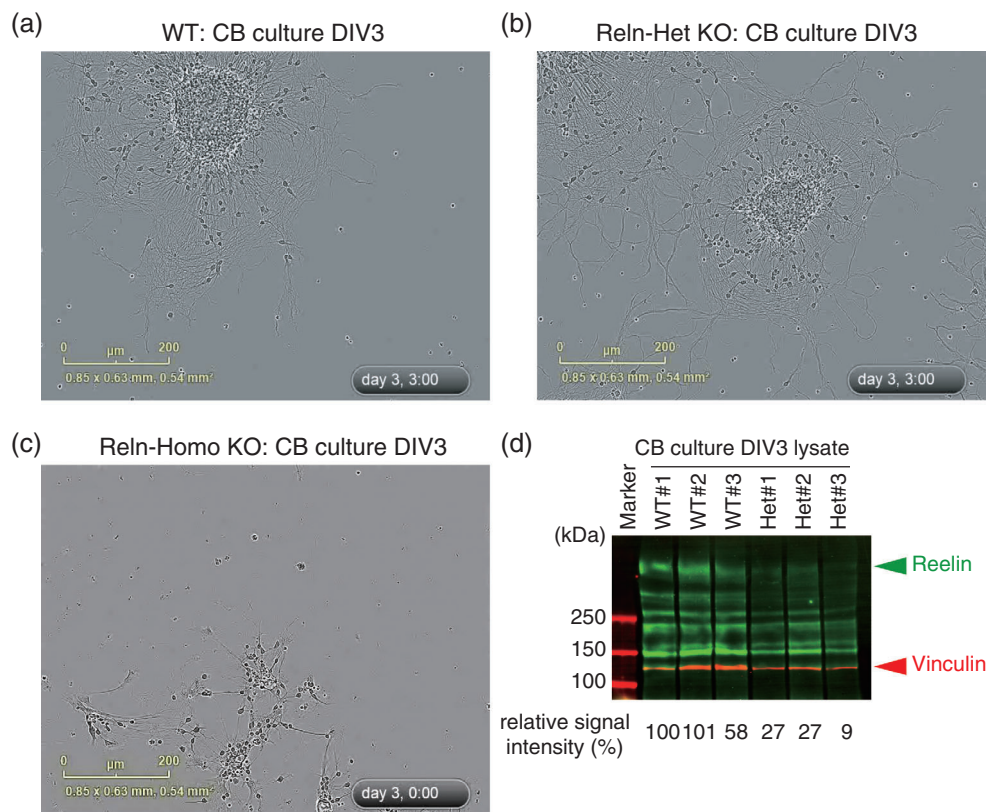 (a)
WT: CB culture DIV3
0 200
µm
0.85 x 0.63 mm, 0.54 mm²
day 3, 3:00
(b)
Reln-Het KO: CB culture DIV3
0 200
µm
0.85 x 0.63 mm, 0.54 mm²
day 3, 3:00
(c)
Reln-Homo KO: CB culture DIV3
0 200
µm
0.85 x 0.63 mm, 0.54 mm²
day 3, 0:00
(d)
CB culture DIV3 lysate
Marker WT#1 WT#2 WT#3 Het#1 Het#2 Het#3
(kDa)
Reelin
250
150
Vinculin
100
relative signal
intensity (%) 100 101 58 27 27 9